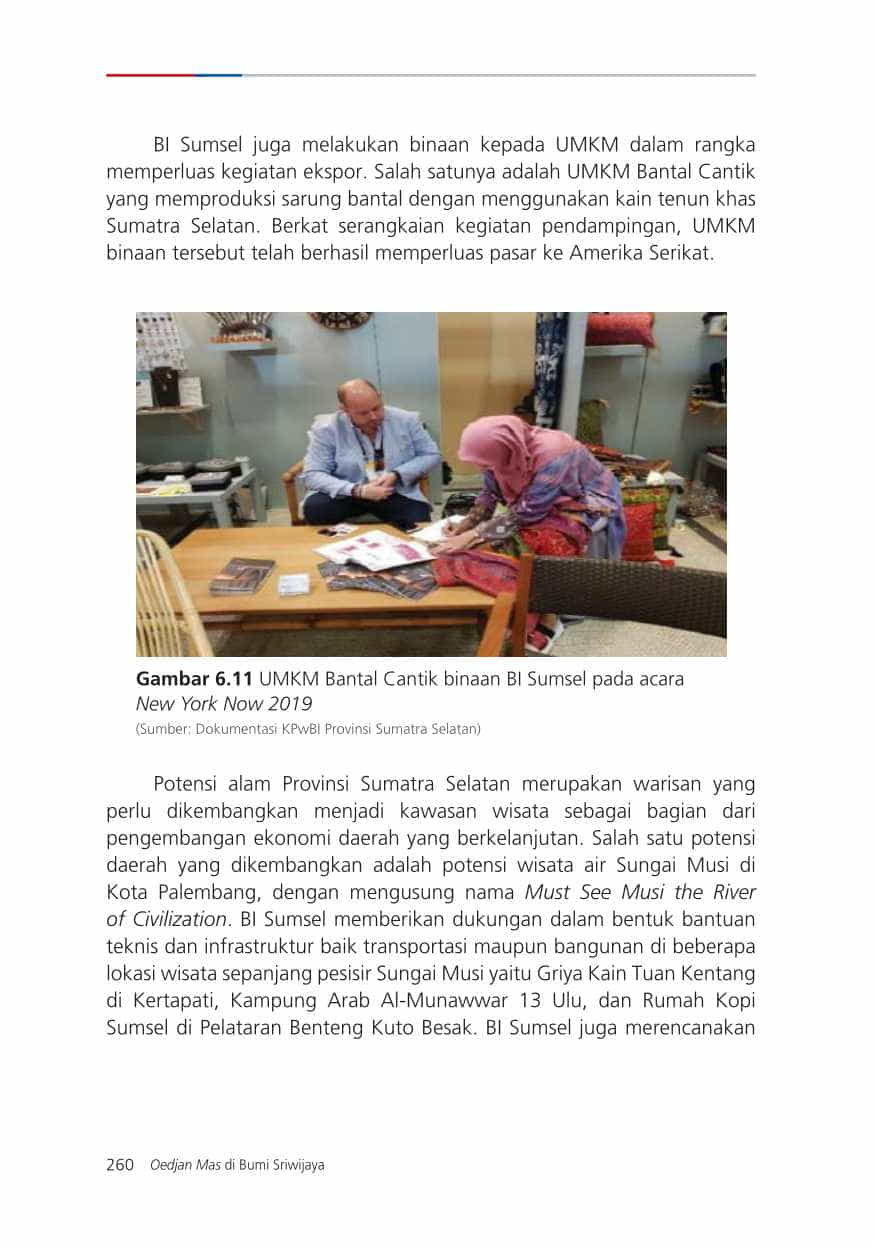 BI Sumsel juga melakukan binaan kepada UMKM dalam rangka
memperluas kegiatan ekspor. Salah satunya adalah UMKM Bantal Cantik
yang memproduksi sarung bantal dengan menggunakan kain tenun khas
Sumatra Selatan. Berkat serangkaian kegiatan pendampingan, UMKM
binaan tersebut telah berhasil memperluas pasar ke Amerika Serikat.
Gambar 6.11 UMKM Bantal Cantik binaan BI Sumsel pada acara
New York Now 2019
(Sumber: Dokumentasi KPwBI Provinsi Sumatra Selatan)
Potensi alam Provinsi Sumatra Selatan merupakan warisan yang
perlu dikembangkan menjadi kawasan wisata sebagai bagian dari
pengembangan ekonomi daerah yang berkelanjutan. Salah satu potensi
daerah yang dikembangkan adalah potensi wisata air Sungai Musi di
Kota Palembang, dengan mengusung nama Must See Musi the River
of Civilization. BI Sumsel memberikan dukungan dalam bentuk bantuan
teknis dan infrastruktur baik transportasi maupun bangunan di beberapa
lokasi wisata sepanjang pesisir Sungai Musi yaitu Griya Kain Tuan Kentang
di Kertapati, Kampung Arab Al-Munawwar 13 Ulu, dan Rumah Kopi
Sumsel di Pelataran Benteng Kuto Besak. BI Sumsel juga merencanakan
260 Oedjan Mas di Bumi Sriwijaya